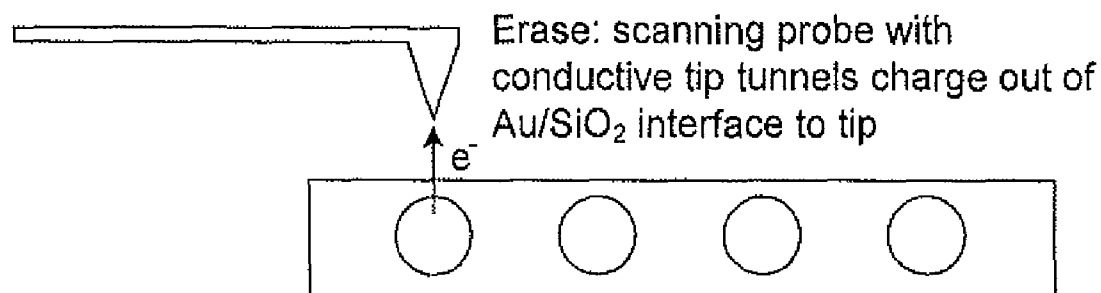 Erase: scanning probe with
conductive tip tunnels charge out of
Au/SiO₂ interface to tip
e⁻